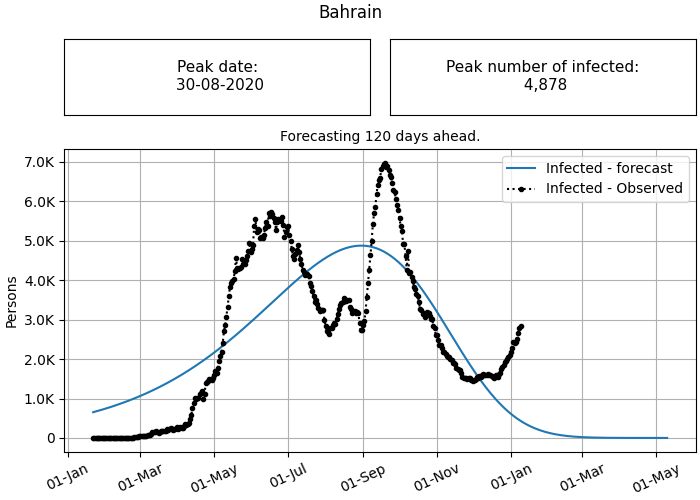 Bahrain
Peak date:
30-08-2020
Peak number of infected:
4,878
Forecasting 120 days ahead.
Infected - forecast
Infected - Observed
7.0K
6.0K
5.0K
4.0K
3.0K
2.0K
1.0K
0
Persons
01-Jan
01-Mar
01-May
01-Jul
01-Sep
01-Nov
01-Jan
01-Mar
01-May